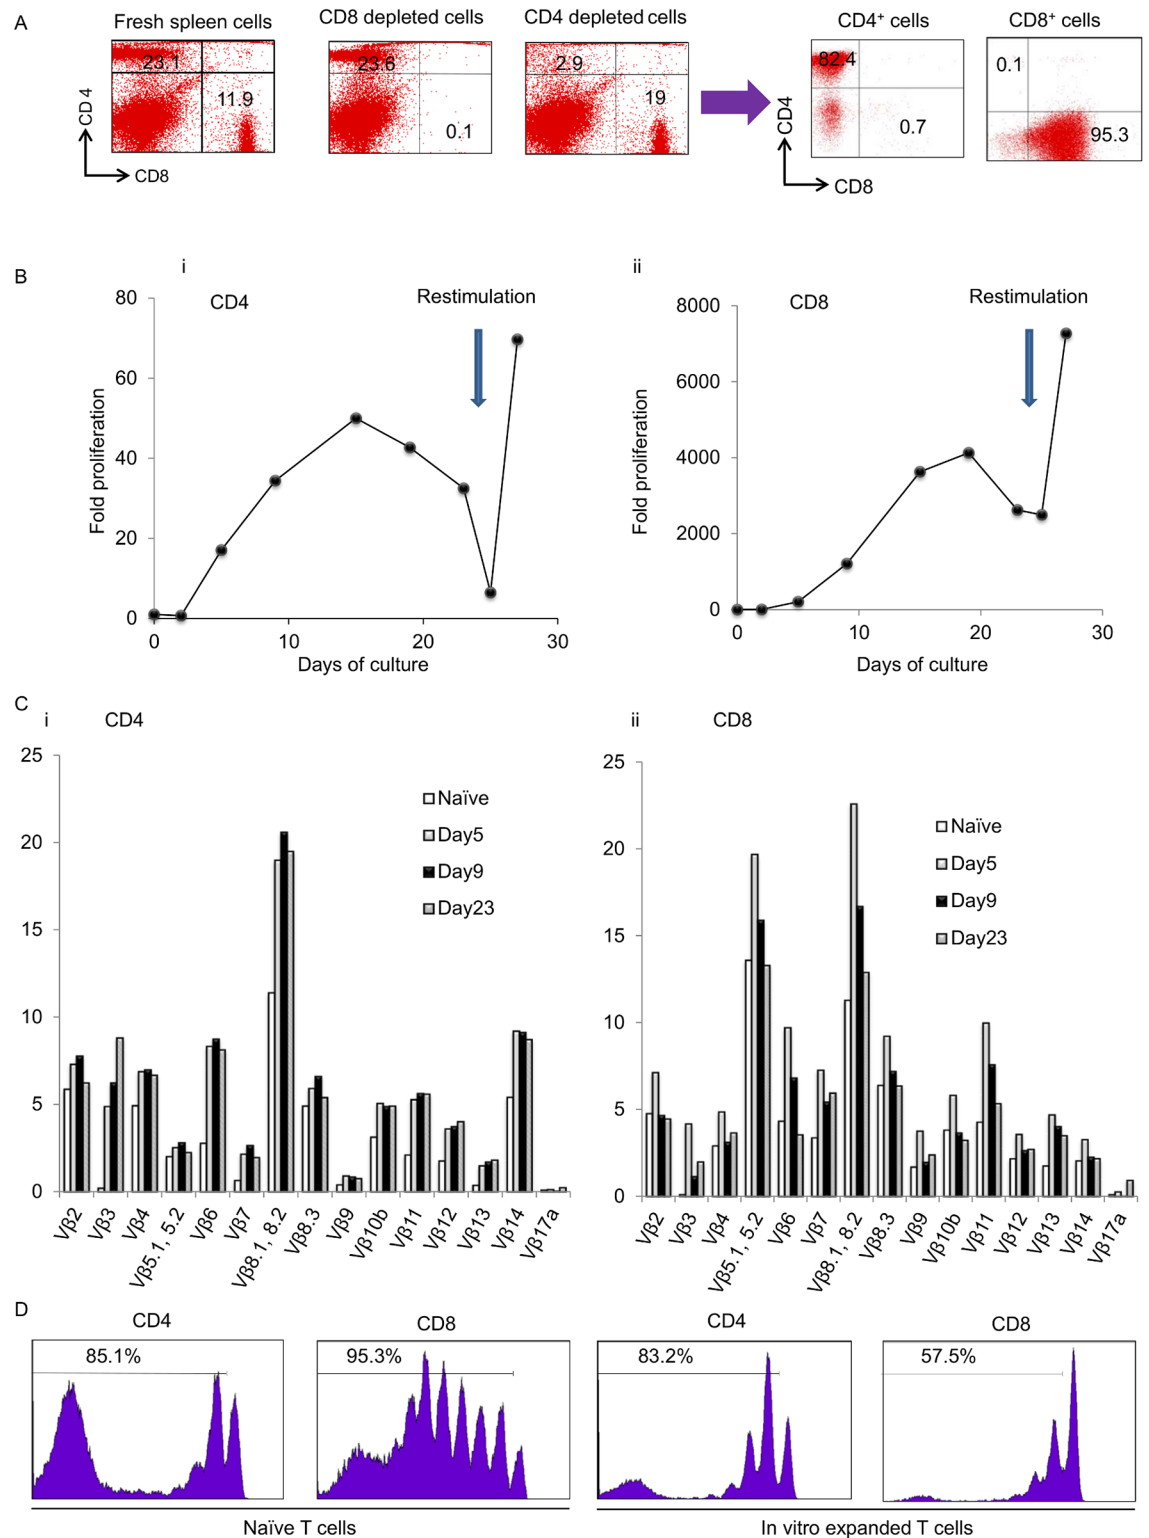 A
Fresh spleen cells
CD8 depleted cells
CD4 depleted cells
CD4⁺ cells
CD8⁺ cells
23.1
11.9
23.6
0.1
2.9
19
82.4
0.7
0.1
95.3
CD4
CD8
CD4
CD8
B
i
CD4
Restimulation
Fold proliferation
80
60
40
20
0
0 10 20 30
Days of culture
ii
CD8
Restimulation
Fold proliferation
8000
6000
4000
2000
0
0 10 20 30
Days of culture
C
i
CD4
25
20
15
10
5
0
Naïve
Day5
Day9
Day23
Vβ2 Vβ3 Vβ4 Vβ5.1, 5.2 Vβ6 Vβ7 Vβ8.1, 8.2 Vβ8.3 Vβ9 Vβ10b Vβ11 Vβ12 Vβ13 Vβ14 Vβ17a
ii
CD8
25
20
15
10
5
0
Naïve
Day5
Day9
Day23
Vβ2 Vβ3 Vβ4 Vβ5.1, 5.2 Vβ6 Vβ7 Vβ8.1, 8.2 Vβ8.3 Vβ9 Vβ10b Vβ11 Vβ12 Vβ13 Vβ14 Vβ17a
D
CD4
CD8
CD4
CD8
85.1%
95.3%
83.2%
57.5%
Naïve T cells
In vitro expanded T cells